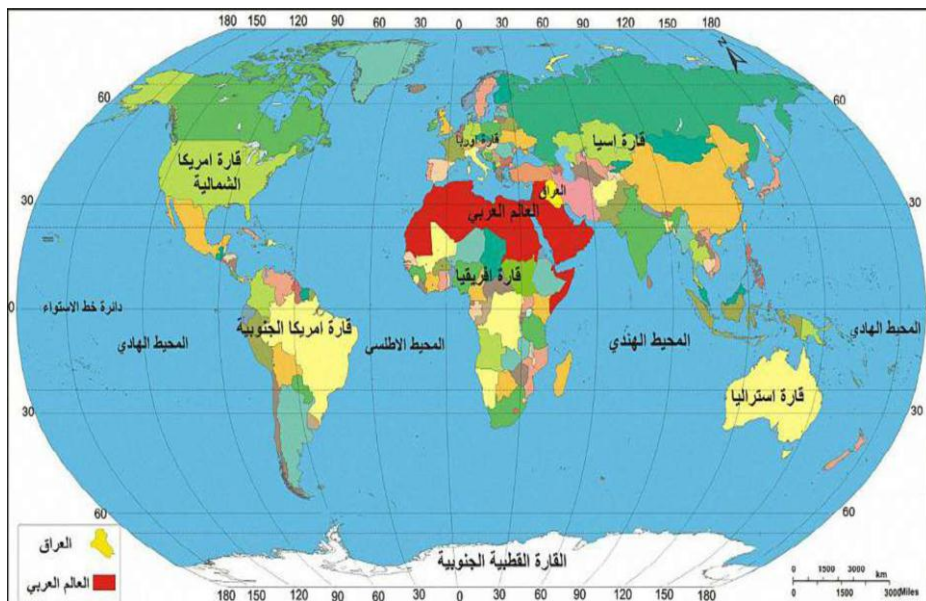 180 150 120 90 60 30 0 30 60 90 120 150 180
N
60
60
قارة اوربا
قارة اسيا
قارة امريكا
الشمالية
العراق
30
30
العالم العربي
قارة افريقيا
0
0
دائرة خط الاستواء
قارة امريكا الجنوبية
المحيط الهادي
المحيط الاطلسي
المحيط الهندي
المحيط الهادي
قارة استراليا
30
30
60
60
القارة القطبية الجنوبية
العراق
العالم العربي
0 1500 3000
km
0 1500 3000Miles
180 150 120 90 60 30 0 30 60 90 120 150 180